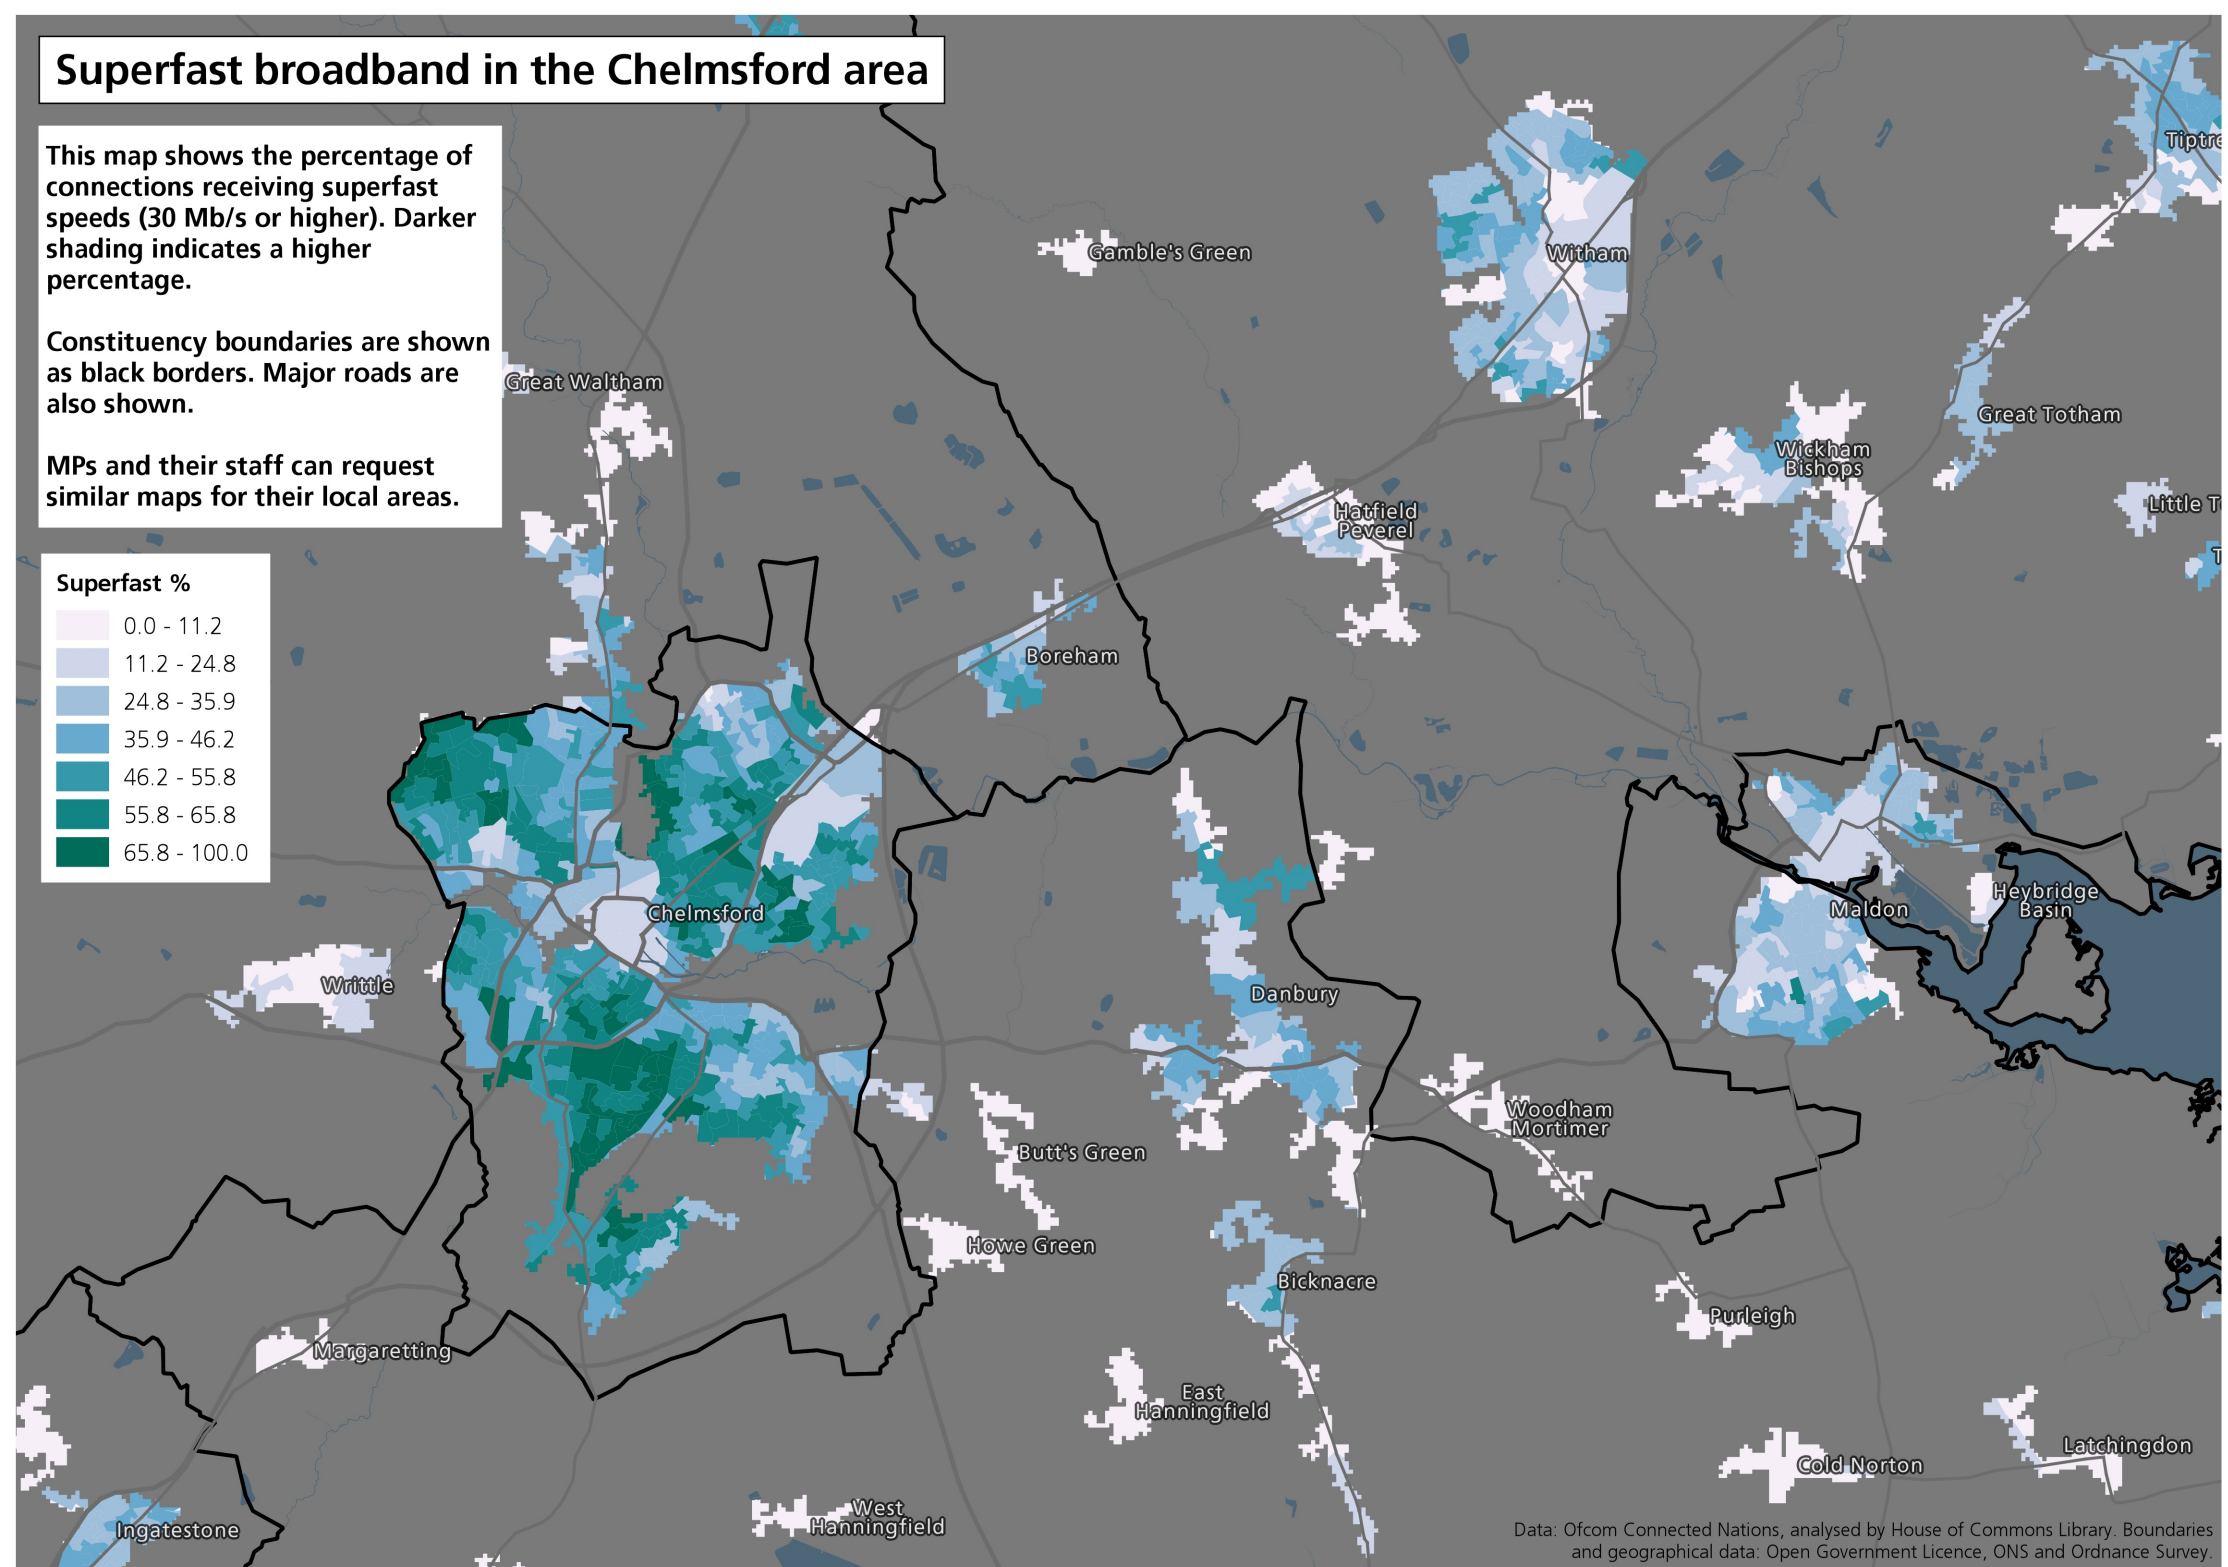 Superfast broadband in the Chelmsford area
This map shows the percentage of
connections receiving superfast
speeds (30 Mb/s or higher). Darker
shading indicates a higher
percentage.
Constituency boundaries are shown
as black borders. Major roads are
also shown.
MPs and their staff can request
similar maps for their local areas.
Superfast %
0.0 - 11.2
11.2 - 24.8
24.8 - 35.9
35.9 - 46.2
46.2 - 55.8
55.8 - 65.8
65.8 - 100.0
Tiptre
Gamble's Green
Witham
Great Waltham
Great Totham
Wickham
Bishops
Little T
Hatfield
Peverel
T
Boreham
Chelmsford
Heybridge
Basin
Maldon
Writtle
Danbury
Woodham
Mortimer
Butt's Green
Howe Green
Bicknacre
Purleigh
Margaretting
East
Hanningfield
Latchingdon
Cold Norton
West
Hanningfield
Ingatestone
Data: Ofcom Connected Nations, analysed by House of Commons Library. Boundaries
and geographical data: Open Government Licence, ONS and Ordnance Survey.